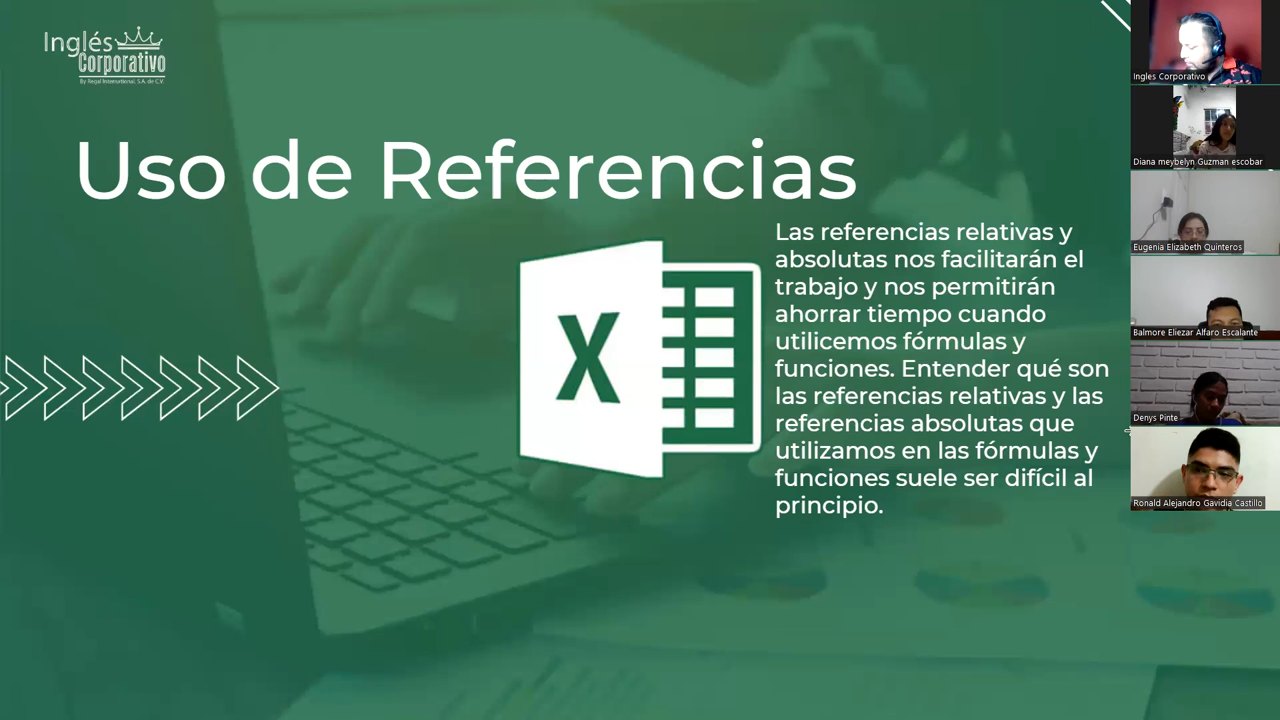 Inglés
Corporativo
By Regal International, S.A. de C.V.
Uso de Referencias
Las referencias relativas y
absolutas nos facilitarán el
trabajo y nos permitirán
ahorrar tiempo cuando
utilicemos fórmulas y
funciones. Entender qué son
las referencias relativas y las
referencias absolutas que
utilizamos en las fórmulas y
funciones suele ser difícil al
principio.
X
Ingles Corporativo
Diana meybelyn Guzman escobar
Eugenia Elizabeth Quinteros
Balmore Eliezar Alfaro Escalante
Denys Pinte
Ronald Alejandro Gavidia Castillo